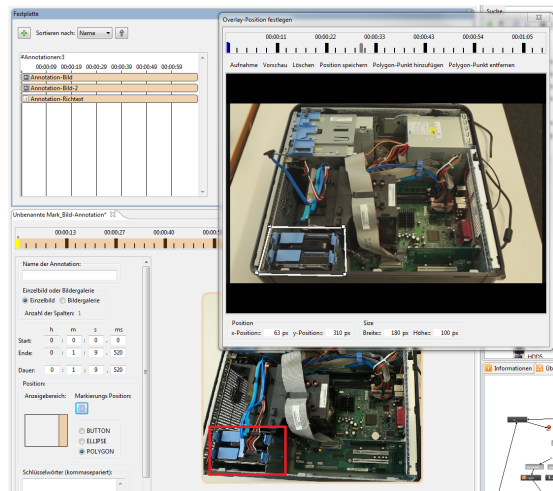 Festplatte
Sortieren nach: Name
#Annotationen:3
00:00:09 00:00:19 00:00:29 00:00:39 00:00:49 00:00:59
Annotation-Bild
Annotation-Bild-2
Annotation-Richtext
Suche
Overlay-Position festlegen
00:00:11 00:00:22 00:00:33 00:00:43 00:00:54 00:01:05
Aufnahme Vorschau Löschen Position speichern Polygon-Punkt hinzufügen Polygon-Punkt entfernen
Position
x-Position= 63 px y-Position= 310 px
Size
Breite= 180 px Höhe= 100 px
Unbenannte Mark_Bild-Annotation*
00:00:13 00:00:27 00:00:40
Name der Annotation:
Einzelbild oder Bildergalerie
Einzelbild Bildergalerie
Anzahl der Spalten: 1
h m s ms
Start: 0 : 0 : 0 . 0
Ende: 0 : 1 : 9 . 520
Dauer: 0 : 1 : 9 . 520
Position:
Anzeigebereich: Markierungs Position:
BUTTON
ELLIPSE
POLYGON
Schlüsselwörter (kommasepariert):
HDDS
Informationen Üb